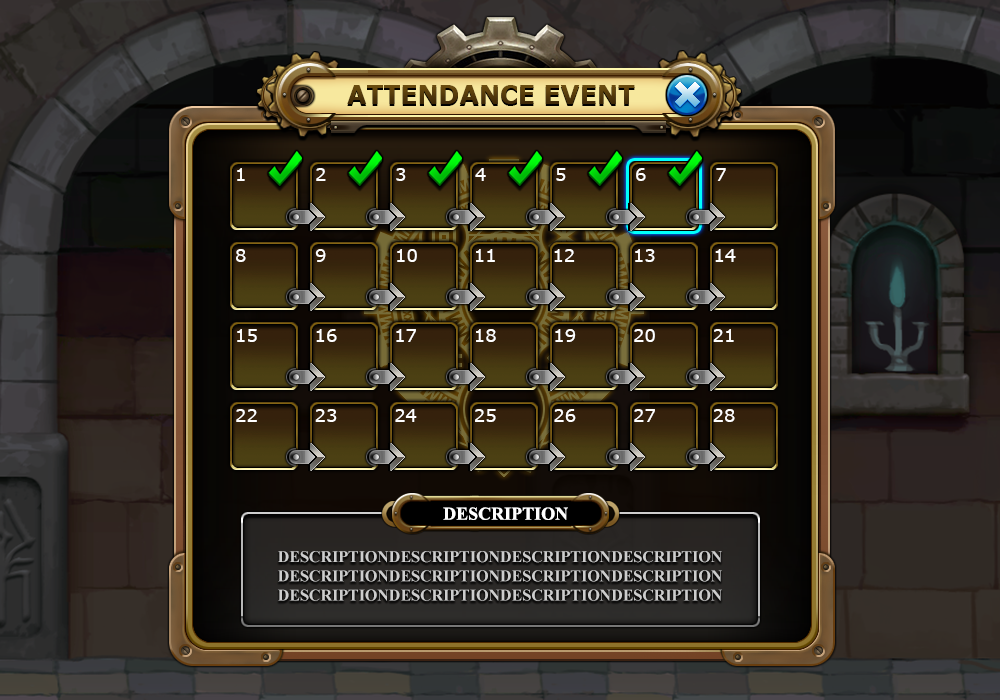 ATTENDANCE EVENT
1 2 3 4 5 6 7
8 9 10 11 12 13 14
15 16 17 18 19 20 21
22 23 24 25 26 27 28
DESCRIPTION
DESCRIPTIONDESCRIPTIONDESCRIPTIONDESCRIPTION
DESCRIPTIONDESCRIPTIONDESCRIPTIONDESCRIPTION
DESCRIPTIONDESCRIPTIONDESCRIPTIONDESCRIPTION